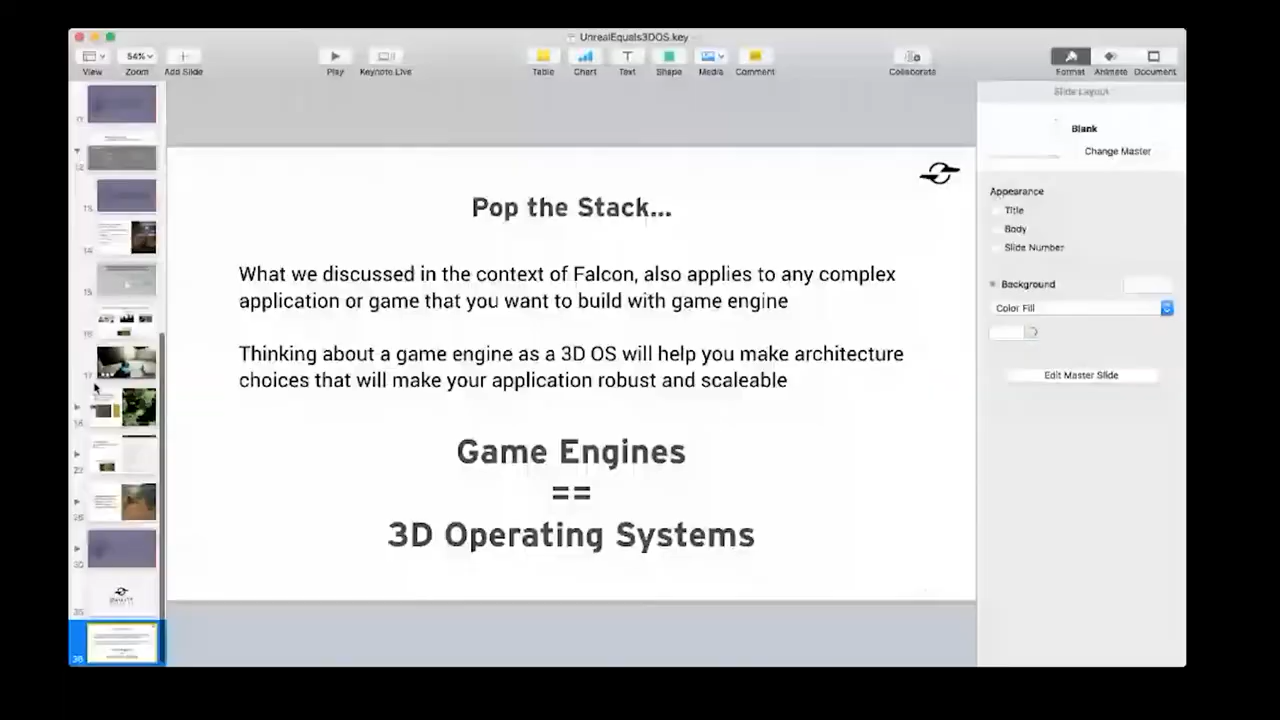 UnrealEquals3DOS.key
54%
View
Zoom
Add Slide
Play
Keynote Live
Table
Chart
Text
Shape
Media
Comment
Collaborate
Format
Animate
Document
Slide Layout
Blank
Change Master
Appearance
Title
Body
Slide Number
Background
Color Fill
Edit Master Slide
Pop the Stack...
What we discussed in the context of Falcon, also applies to any complex
application or game that you want to build with game engine
Thinking about a game engine as a 3D OS will help you make architecture
choices that will make your application robust and scaleable
Game Engines
==
3D Operating Systems